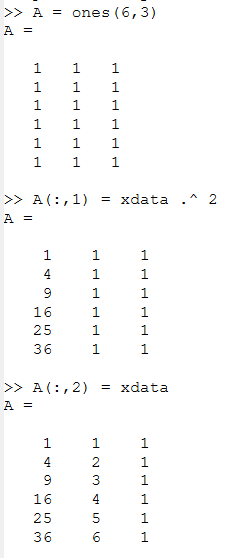 >> A = ones(6,3)
A =
1 1 1
1 1 1
1 1 1
1 1 1
1 1 1
1 1 1
>> A(:,1) = xdata .^ 2
A =
1 1 1
4 1 1
9 1 1
16 1 1
25 1 1
36 1 1
>> A(:,2) = xdata
A =
1 1 1
4 2 1
9 3 1
16 4 1
25 5 1
36 6 1